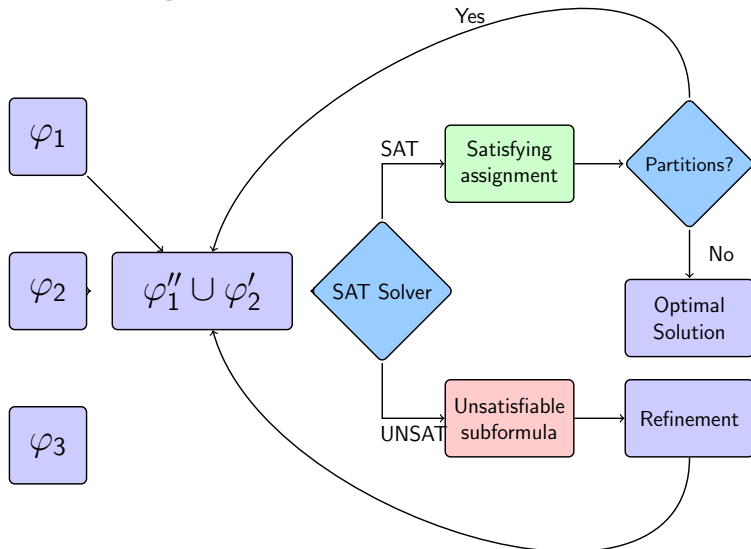 Yes
φ1
SAT
Satisfying
assignment
Partitions?
φ2
φ1′′ ∪ φ2′
SAT Solver
No
Optimal
Solution
φ3
UNSAT
Unsatisfiable
subformula
Refinement